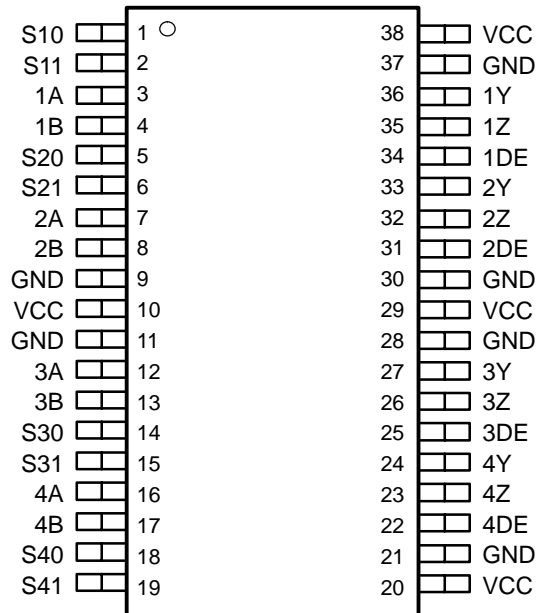 S10 1 38 VCC
S11 2 37 GND
1A 3 36 1Y
1B 4 35 1Z
S20 5 34 1DE
S21 6 33 2Y
2A 7 32 2Z
2B 8 31 2DE
GND 9 30 GND
VCC 10 29 VCC
GND 11 28 GND
3A 12 27 3Y
3B 13 26 3Z
S30 14 25 3DE
S31 15 24 4Y
4A 16 23 4Z
4B 17 22 4DE
S40 18 21 GND
S41 19 20 VCC